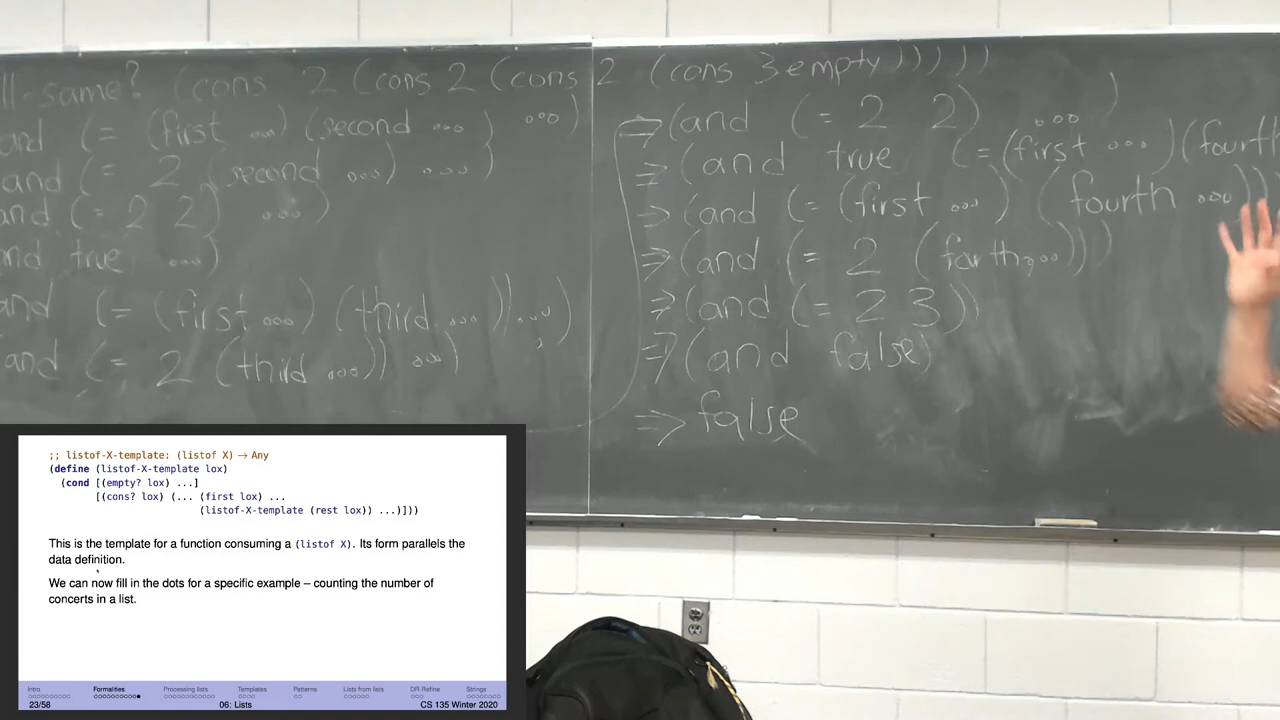 ll-same? (cons 2 (cons 2 (cons 2 (cons 3 empty)))))
and (= (first ...) (second ...) ...)
and (= 2 (second ...) ...)
and (= 2 2) ...)
and true ...)
and (= (first ...) (third ...)) ...)
and (= 2 (third ...)) ...)
⇒ (and (= 2 2) ... )
⇒ (and true (= (first ...) (fourth
⇒ (and (= (first ...) (fourth ...)))
⇒ (and (= 2 (forth ...)))
⇒ (and (= 2 3))
⇒ (and false)
⇒ false
;; listof-X-template: (listof X) → Any
(define (listof-X-template lox)
(cond [(empty? lox) ...]
[(cons? lox) (... (first lox) ...
(listof-X-template (rest lox)) ...)]))
This is the template for a function consuming a (listof X). Its form parallels the
data definition.
We can now fill in the dots for a specific example – counting the number of
concerts in a list.
Intro Formalities Processing lists Templates Patterns Lists from lists DR Refine Strings
23/58 06: Lists CS 135 Winter 2020